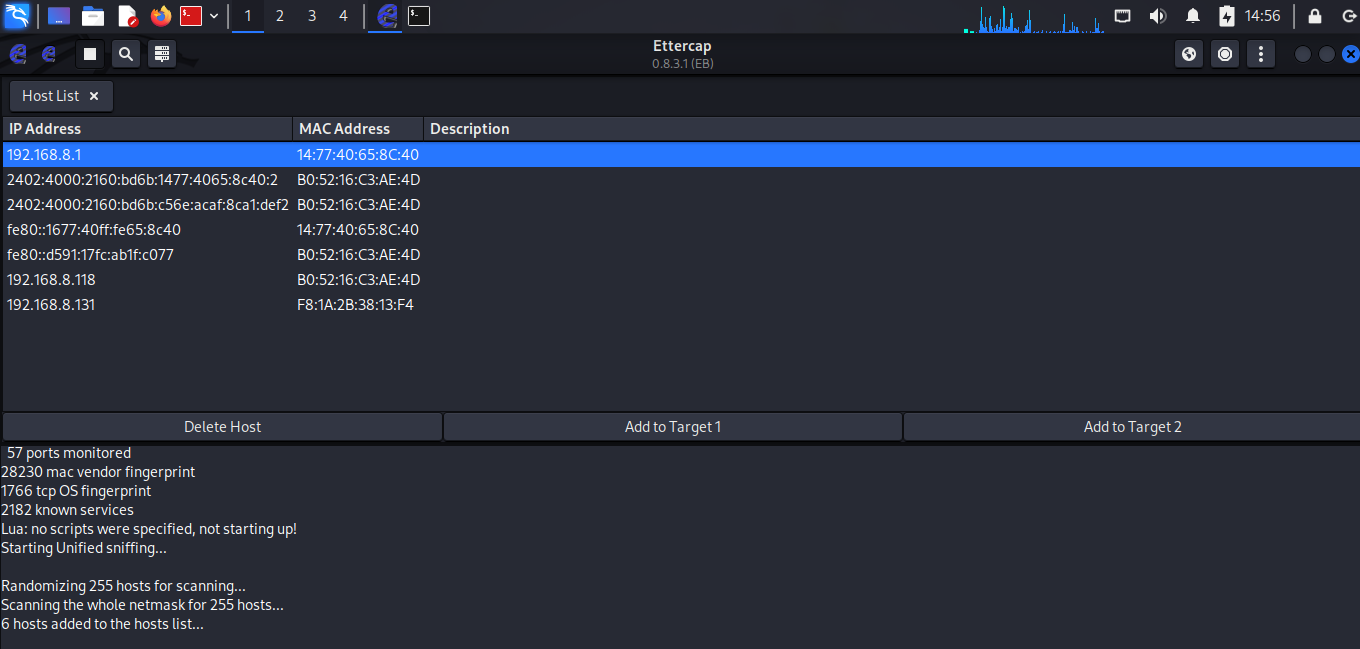 1 2 3 4 14:56
Ettercap
0.8.3.1 (EB)
Host List
IP Address MAC Address Description
192.168.8.1 14:77:40:65:8C:40
2402:4000:2160:bd6b:1477:4065:8c40:2 B0:52:16:C3:AE:4D
2402:4000:2160:bd6b:c56e:acaf:8ca1:def2 B0:52:16:C3:AE:4D
fe80::1677:40ff:fe65:8c40 14:77:40:65:8C:40
fe80::d591:17fc:ab1f:c077 B0:52:16:C3:AE:4D
192.168.8.118 B0:52:16:C3:AE:4D
192.168.8.131 F8:1A:2B:38:13:F4
Delete Host Add to Target 1 Add to Target 2
57 ports monitored
28230 mac vendor fingerprint
1766 tcp OS fingerprint
2182 known services
Lua: no scripts were specified, not starting up!
Starting Unified sniffing...
Randomizing 255 hosts for scanning...
Scanning the whole netmask for 255 hosts...
6 hosts added to the hosts list...